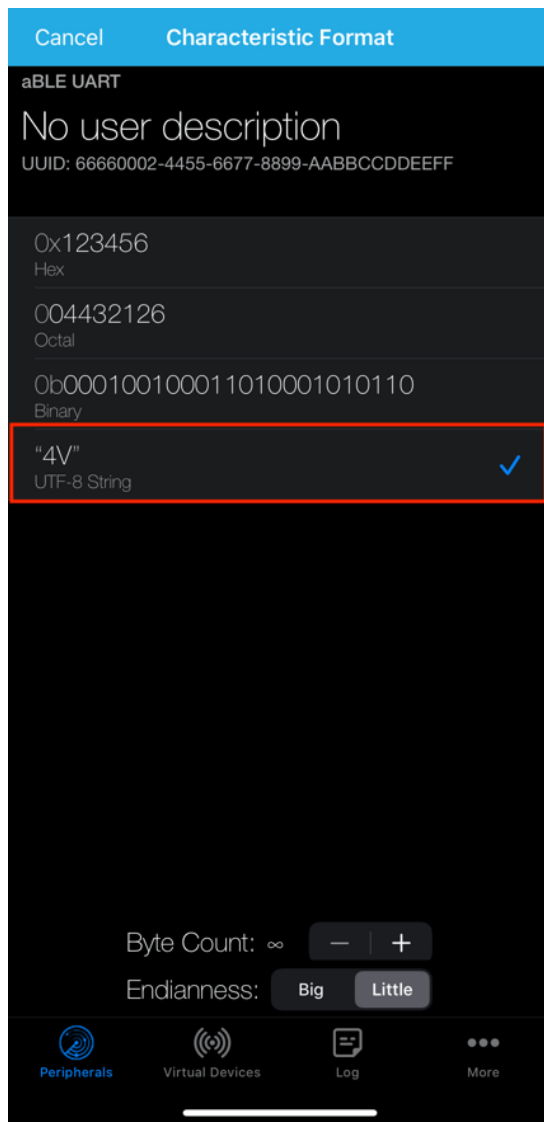 Cancel Characteristic Format
aBLE UART
No user description
UUID: 66660002-4455-6677-8899-AABBCCDDEEFF
0x123456
Hex
004432126
Octal
0b000100100011010001010110
Binary
“4V”
UTF-8 String
Byte Count: ∞ − +
Endianness: Big Little
Peripherals Virtual Devices Log More